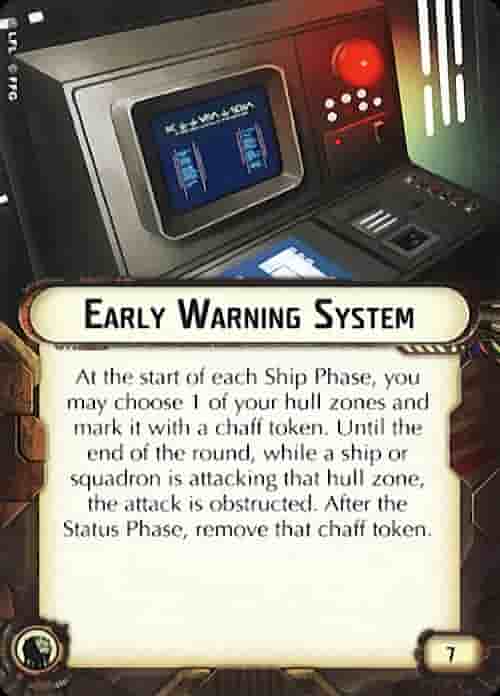 © LFL © FFG
EARLY WARNING SYSTEM
At the start of each Ship Phase, you
may choose 1 of your hull zones and
mark it with a chaff token. Until the
end of the round, while a ship or
squadron is attacking that hull zone,
the attack is obstructed. After the
Status Phase, remove that chaff token.
7